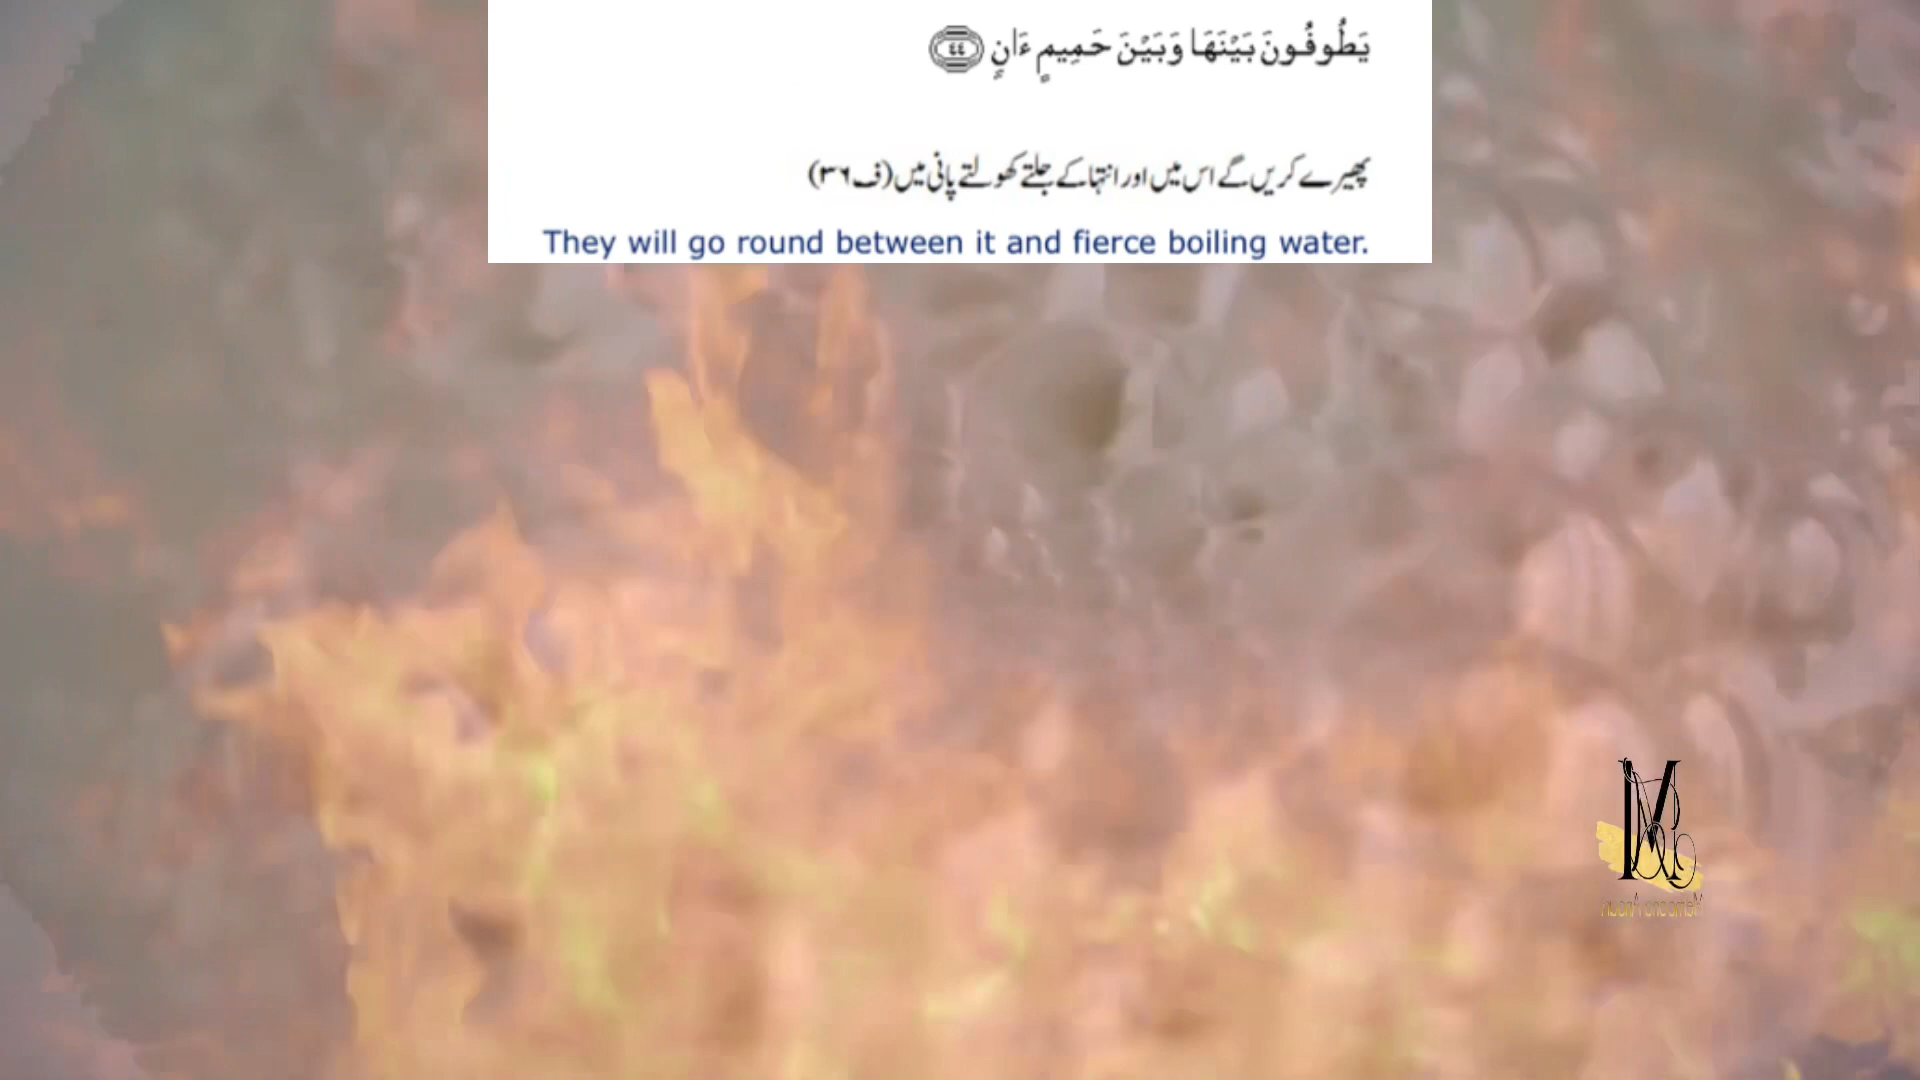 يَطُوفُونَ بَيْنَهَا وَبَيْنَ حَمِيمٍ ءَانٍ ٤٤
پھیرے کریں گے اس میں اور انتہا کے جلتے کھولتے پانی میں (ف۳۶)
They will go round between it and fierce boiling water.